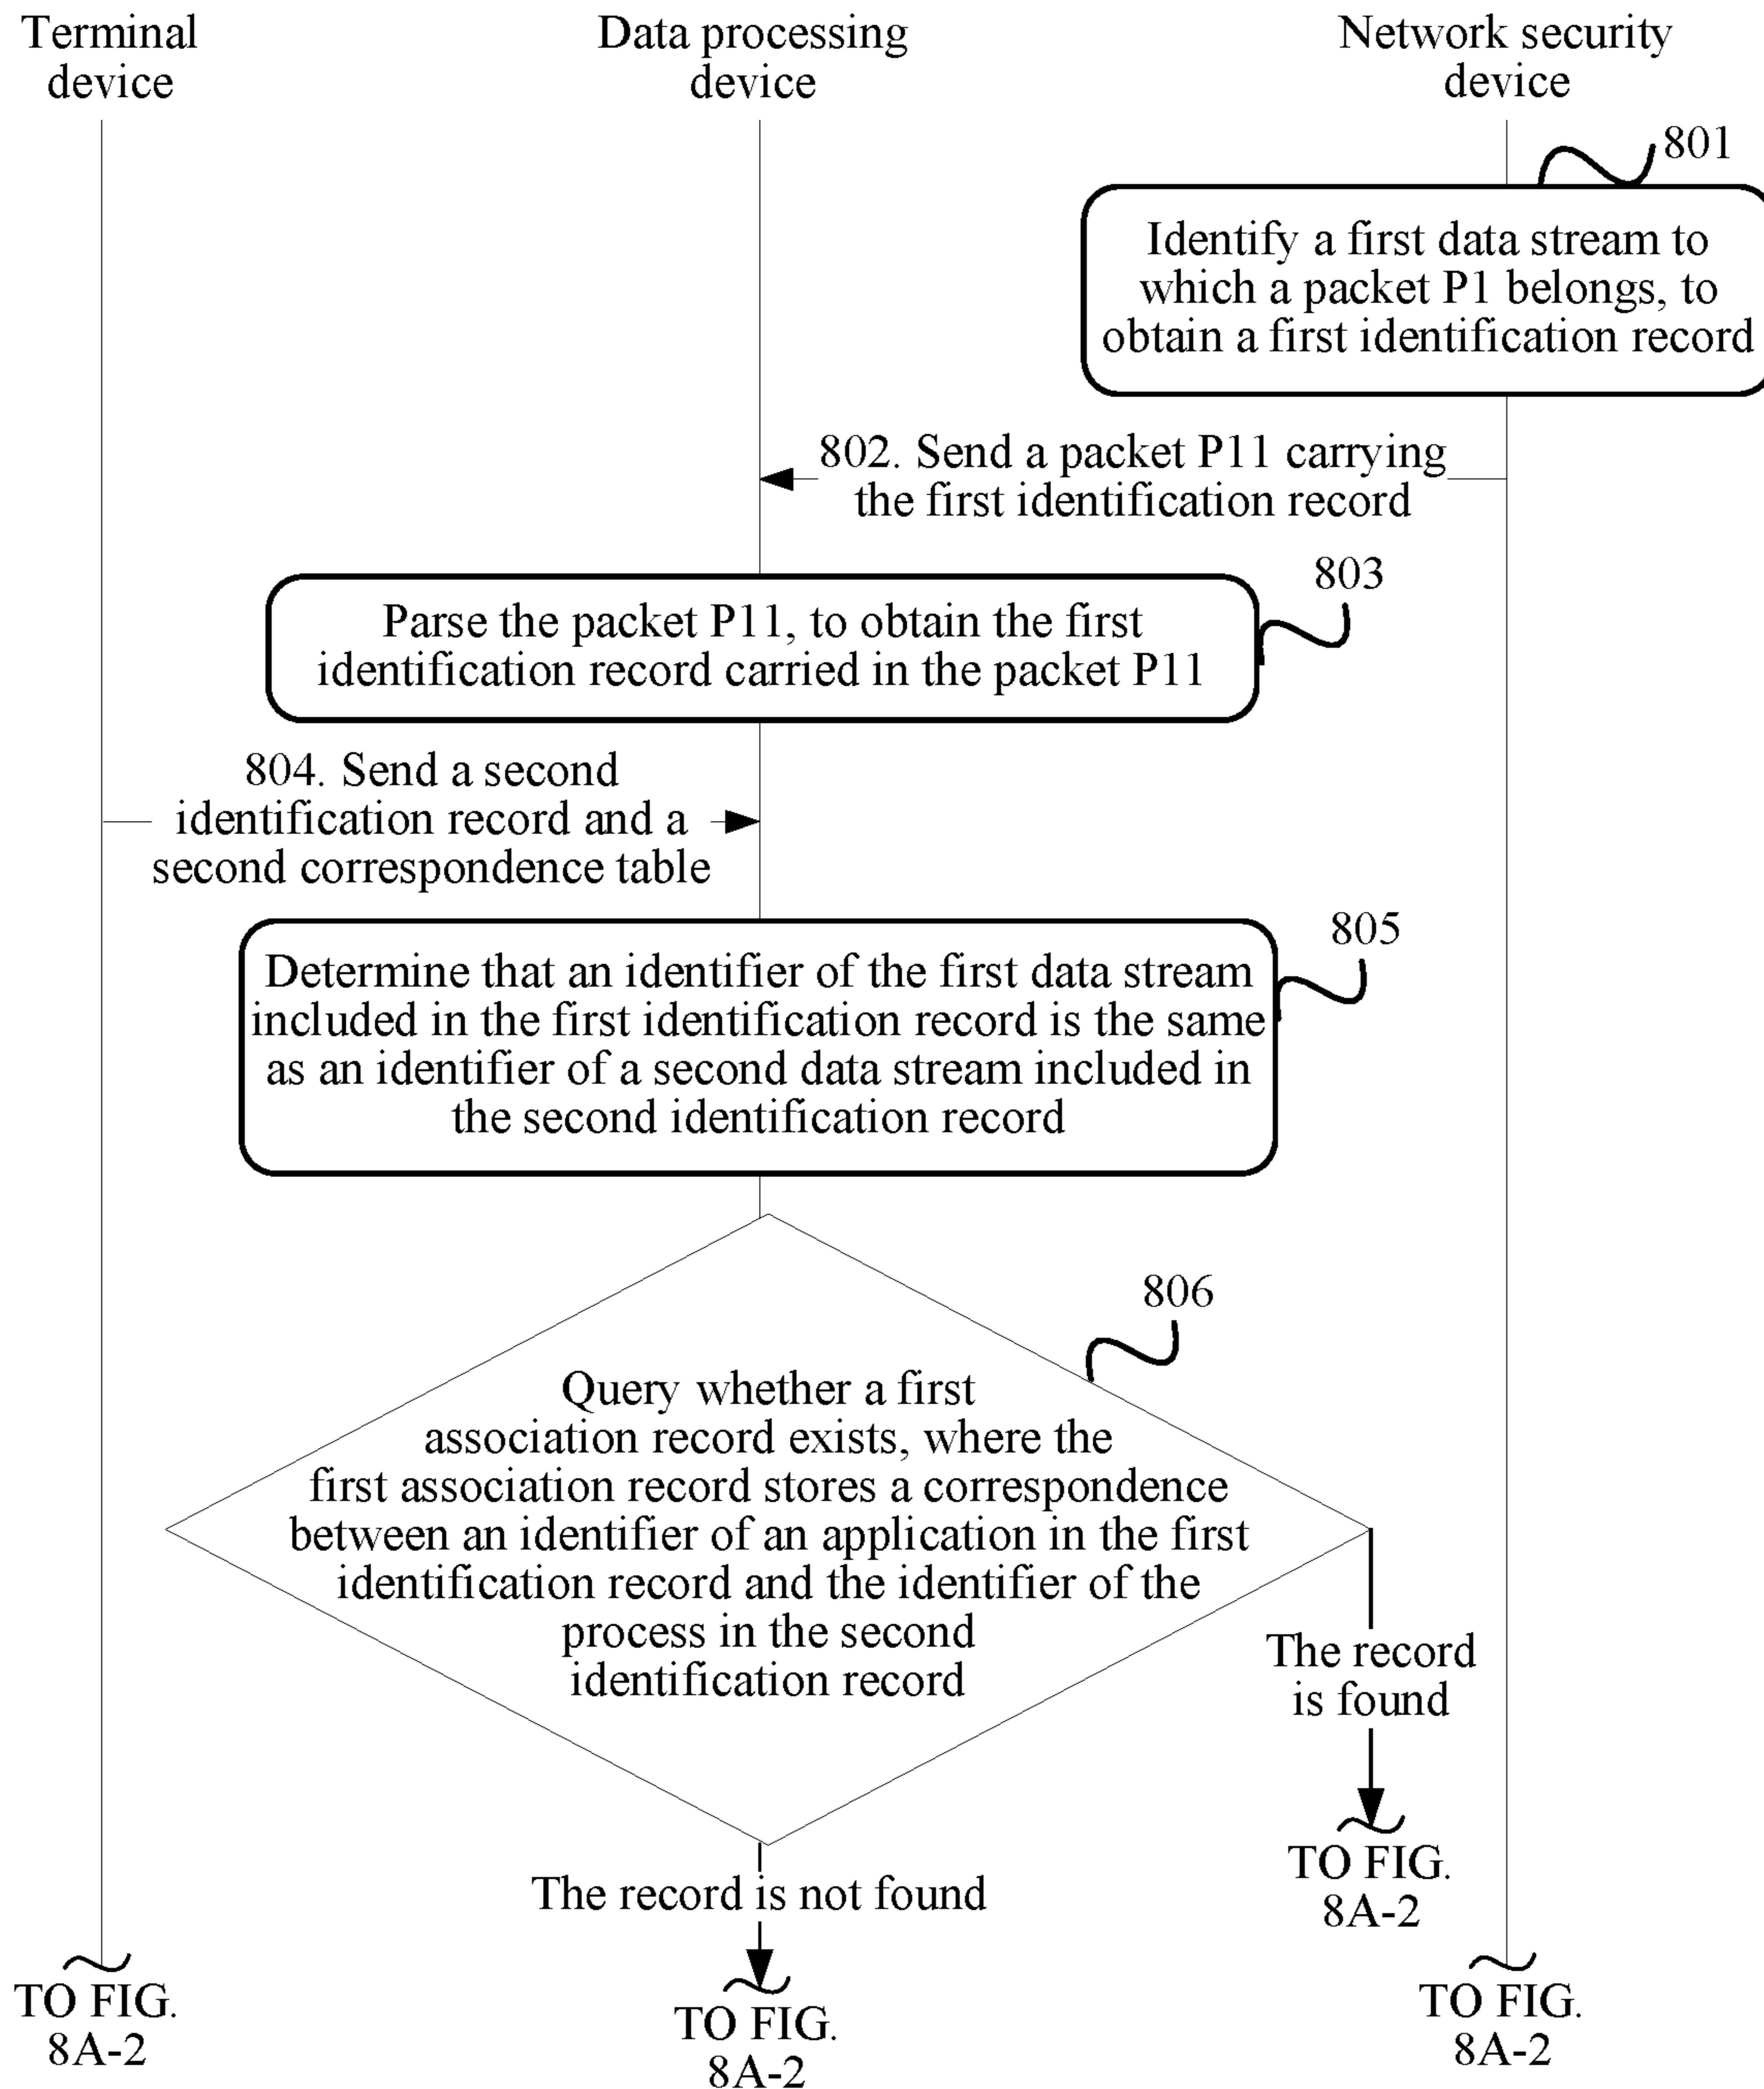 Terminal
device
Data processing
device
Network security
device
801
Identify a first data stream to
which a packet P1 belongs, to
obtain a first identification record
802. Send a packet P11 carrying
the first identification record
803
Parse the packet P11, to obtain the first
identification record carried in the packet P11
804. Send a second
identification record and a
second correspondence table
805
Determine that an identifier of the first data stream
included in the first identification record is the same
as an identifier of a second data stream included in
the second identification record
806
Query whether a first
association record exists, where the
first association record stores a correspondence
between an identifier of an application in the first
identification record and the identifier of the
process in the second
identification record
The record
is found
TO FIG.
8A-2
The record is not found
TO FIG.
8A-2
TO FIG.
8A-2
TO FIG.
8A-2